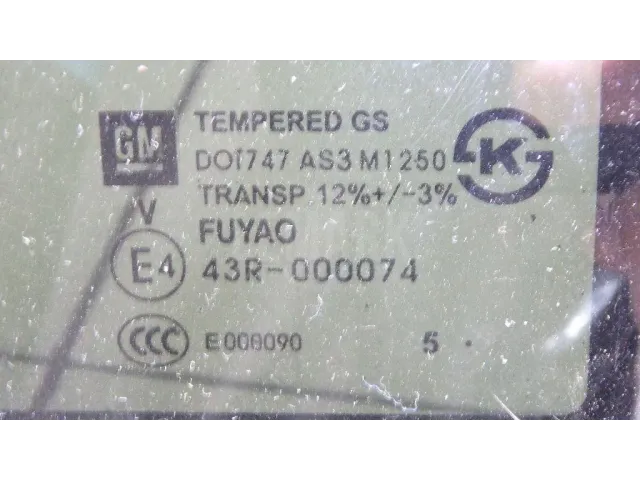 GM
TEMPERED GS
DOT747 AS3 M1250
TRANSP 12%+/-3%
V
FUYAO
E4
43R-000074
CCC
E000090
5 .
K S